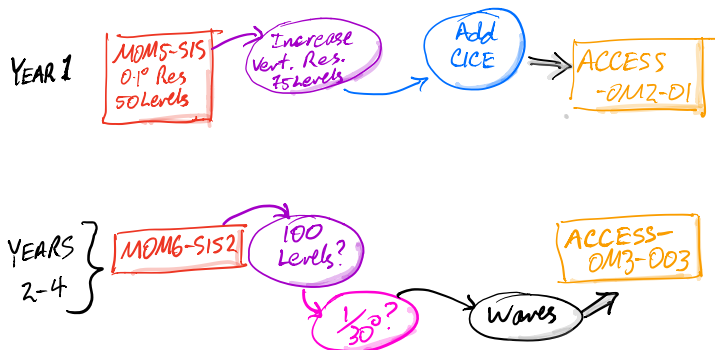 YEAR 1
MOM5-SIS
0.1° Res
50 Levels
Increase
Vert. Res.
75 Levels
Add
CICE
ACCESS
-OM2-01
YEARS
2-4
MOM6-SIS2
100
Levels?
1/30°?
Waves
ACCESS-
OM3-003